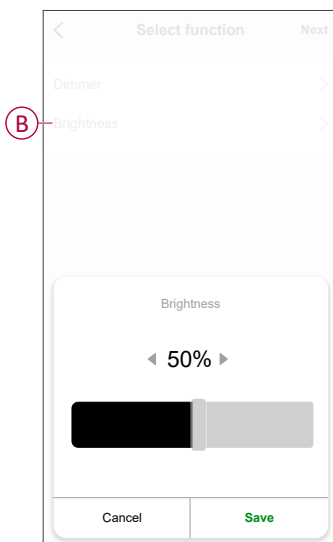 Select function Next
Dimmer
B Brightness
Brightness
50%
Cancel Save